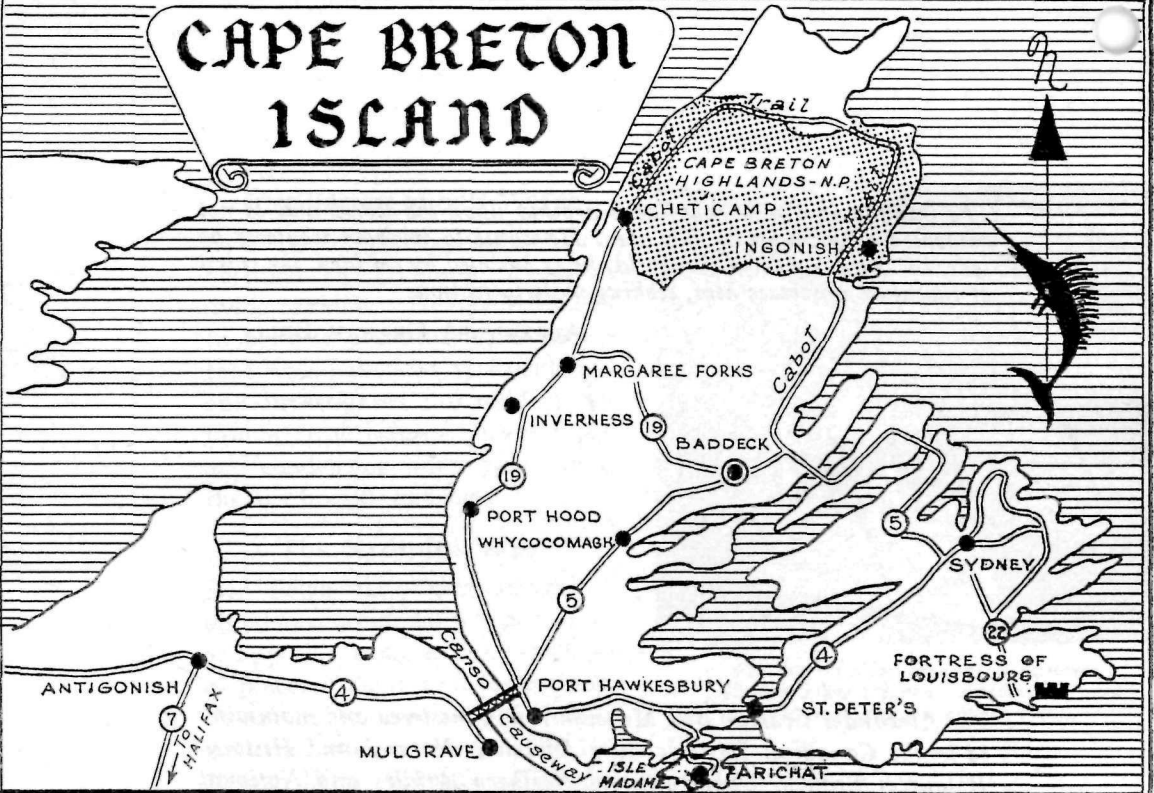 CAPE BRETON
ISLAND
N
Trail
Cabot
CAPE BRETON
HIGHLANDS-N.P.
Trail
CHETICAMP
INGONISH
Cabot
MARGAREE FORKS
INVERNESS
19
BADDECK
19
PORT HOOD
WHYCOCOMAGH
5
SYDNEY
5
22
Canso
4
FORTRESS OF
LOUISBOURG
ANTIGONISH
4
PORT HAWKESBURY
ST. PETER'S
7
TO
HALIFAX
MULGRAVE
Causeway
ISLE
MADAME
ARICHAT